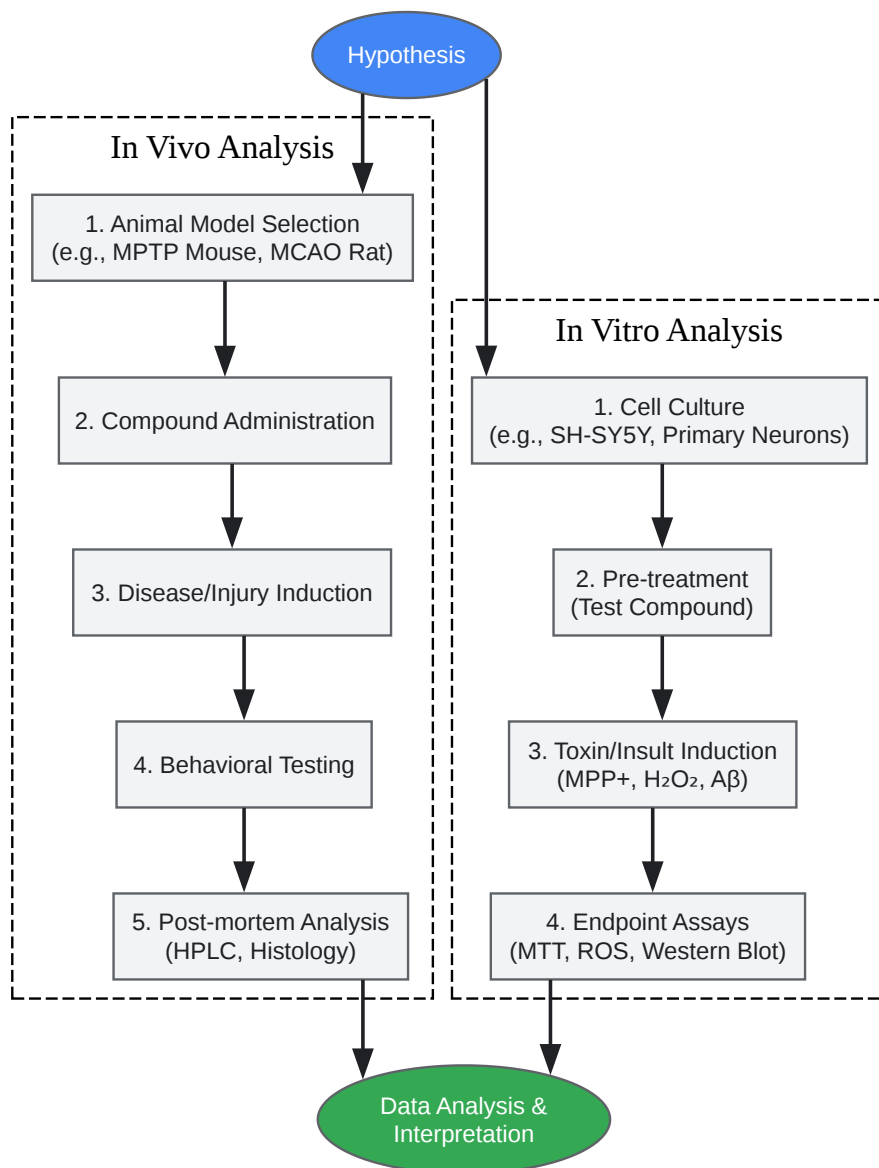 Hypothesis
In Vivo Analysis
1. Animal Model Selection
(e.g., MPTP Mouse, MCAO Rat)
2. Compound Administration
3. Disease/Injury Induction
4. Behavioral Testing
5. Post-mortem Analysis
(HPLC, Histology)
In Vitro Analysis
1. Cell Culture
(e.g., SH-SY5Y, Primary Neurons)
2. Pre-treatment
(Test Compound)
3. Toxin/Insult Induction
(MPP+, H₂O₂, Aβ)
4. Endpoint Assays
(MTT, ROS, Western Blot)
Data Analysis &
Interpretation